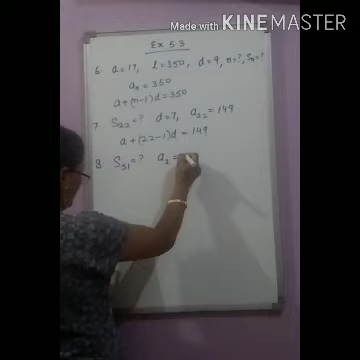 Made with
KINEMASTER
Ex 5.3
6. a = 17, l = 350, d = 9, n = ?, Sn = ?
an = 350
a + (n-1)d = 350
7. S22 = ? d = 7, a22 = 149
a + (22-1)d = 149
8 S51 = ? a2 =